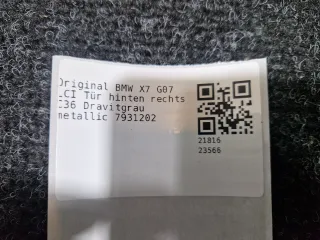 Original BMW X7 G07
LCI Tür hinten rechts
C36 Dravitgrau
metallic 7931202
21816
23566